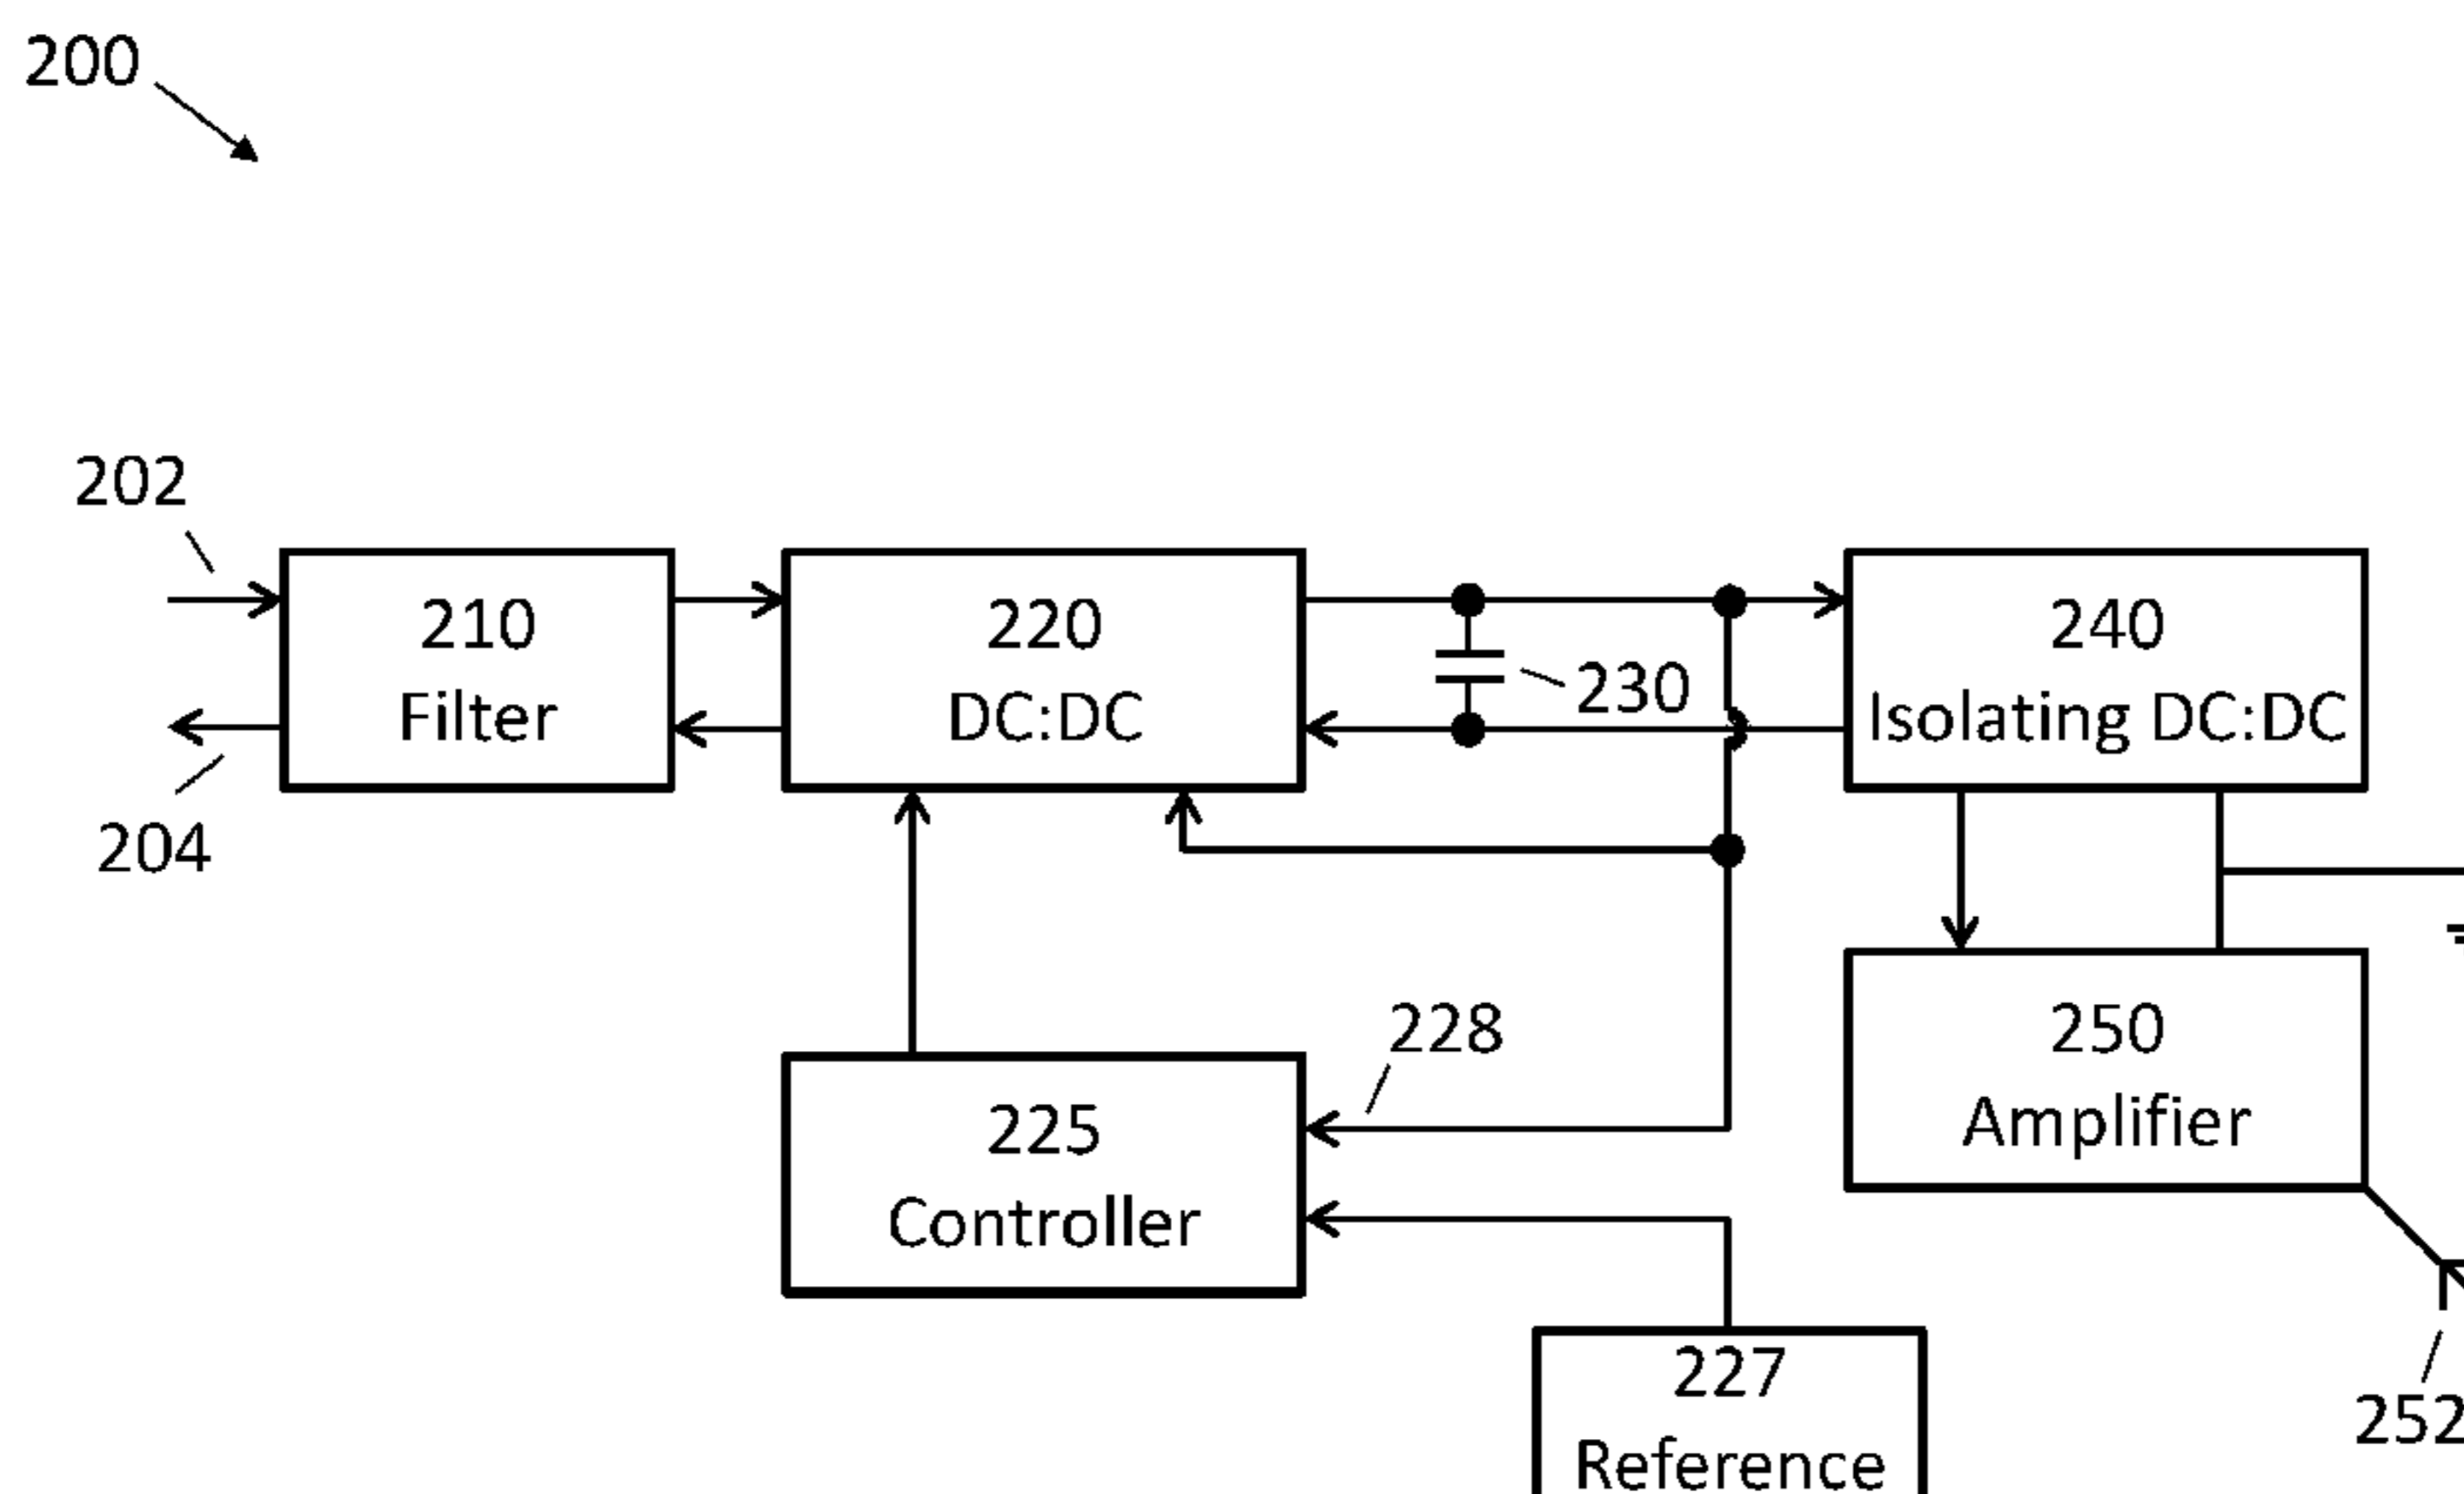 200
202
210
Filter
220
DC:DC
230
240
Isolating DC:DC
204
228
250
Amplifier
225
Controller
227
Reference
252